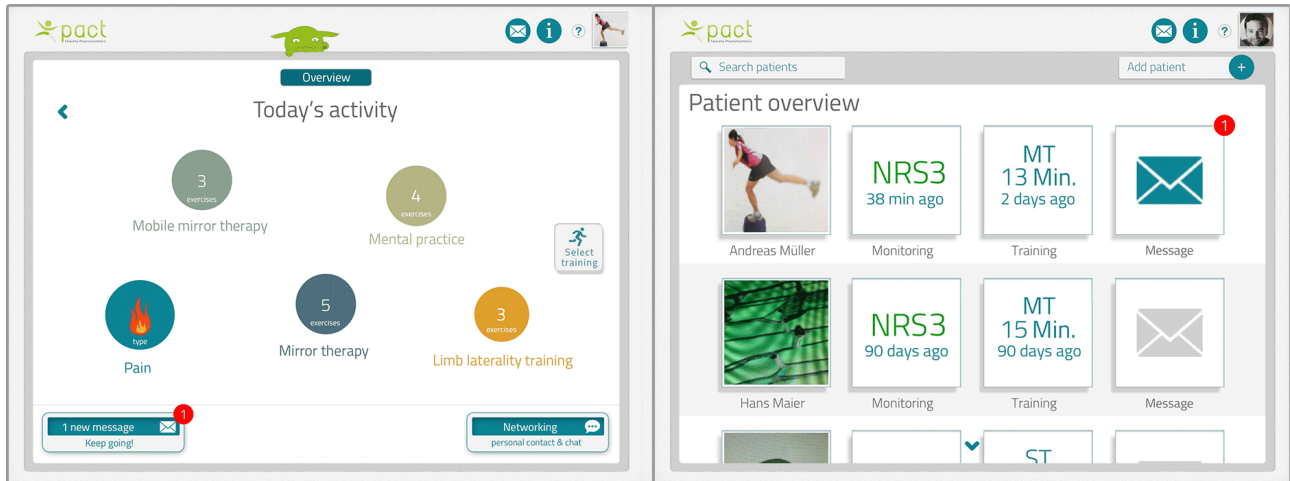 pact
Overview
Today's activity
3
exercises
Mobile mirror therapy
4
exercises
Mental practice
Select
training
type
Pain
5
exercises
Mirror therapy
3
exercises
Limb laterality training
1
1 new message
Keep going!
Networking
personal contact & chat
pact
i
?
i
?
Search patients
Add patient
+
Patient overview
NRS3
38 min ago
MT
13 Min.
2 days ago
1
Andreas Müller
Monitoring
Training
Message
NRS3
90 days ago
MT
15 Min.
90 days ago
Hans Maier
Monitoring
Training
Message
ST